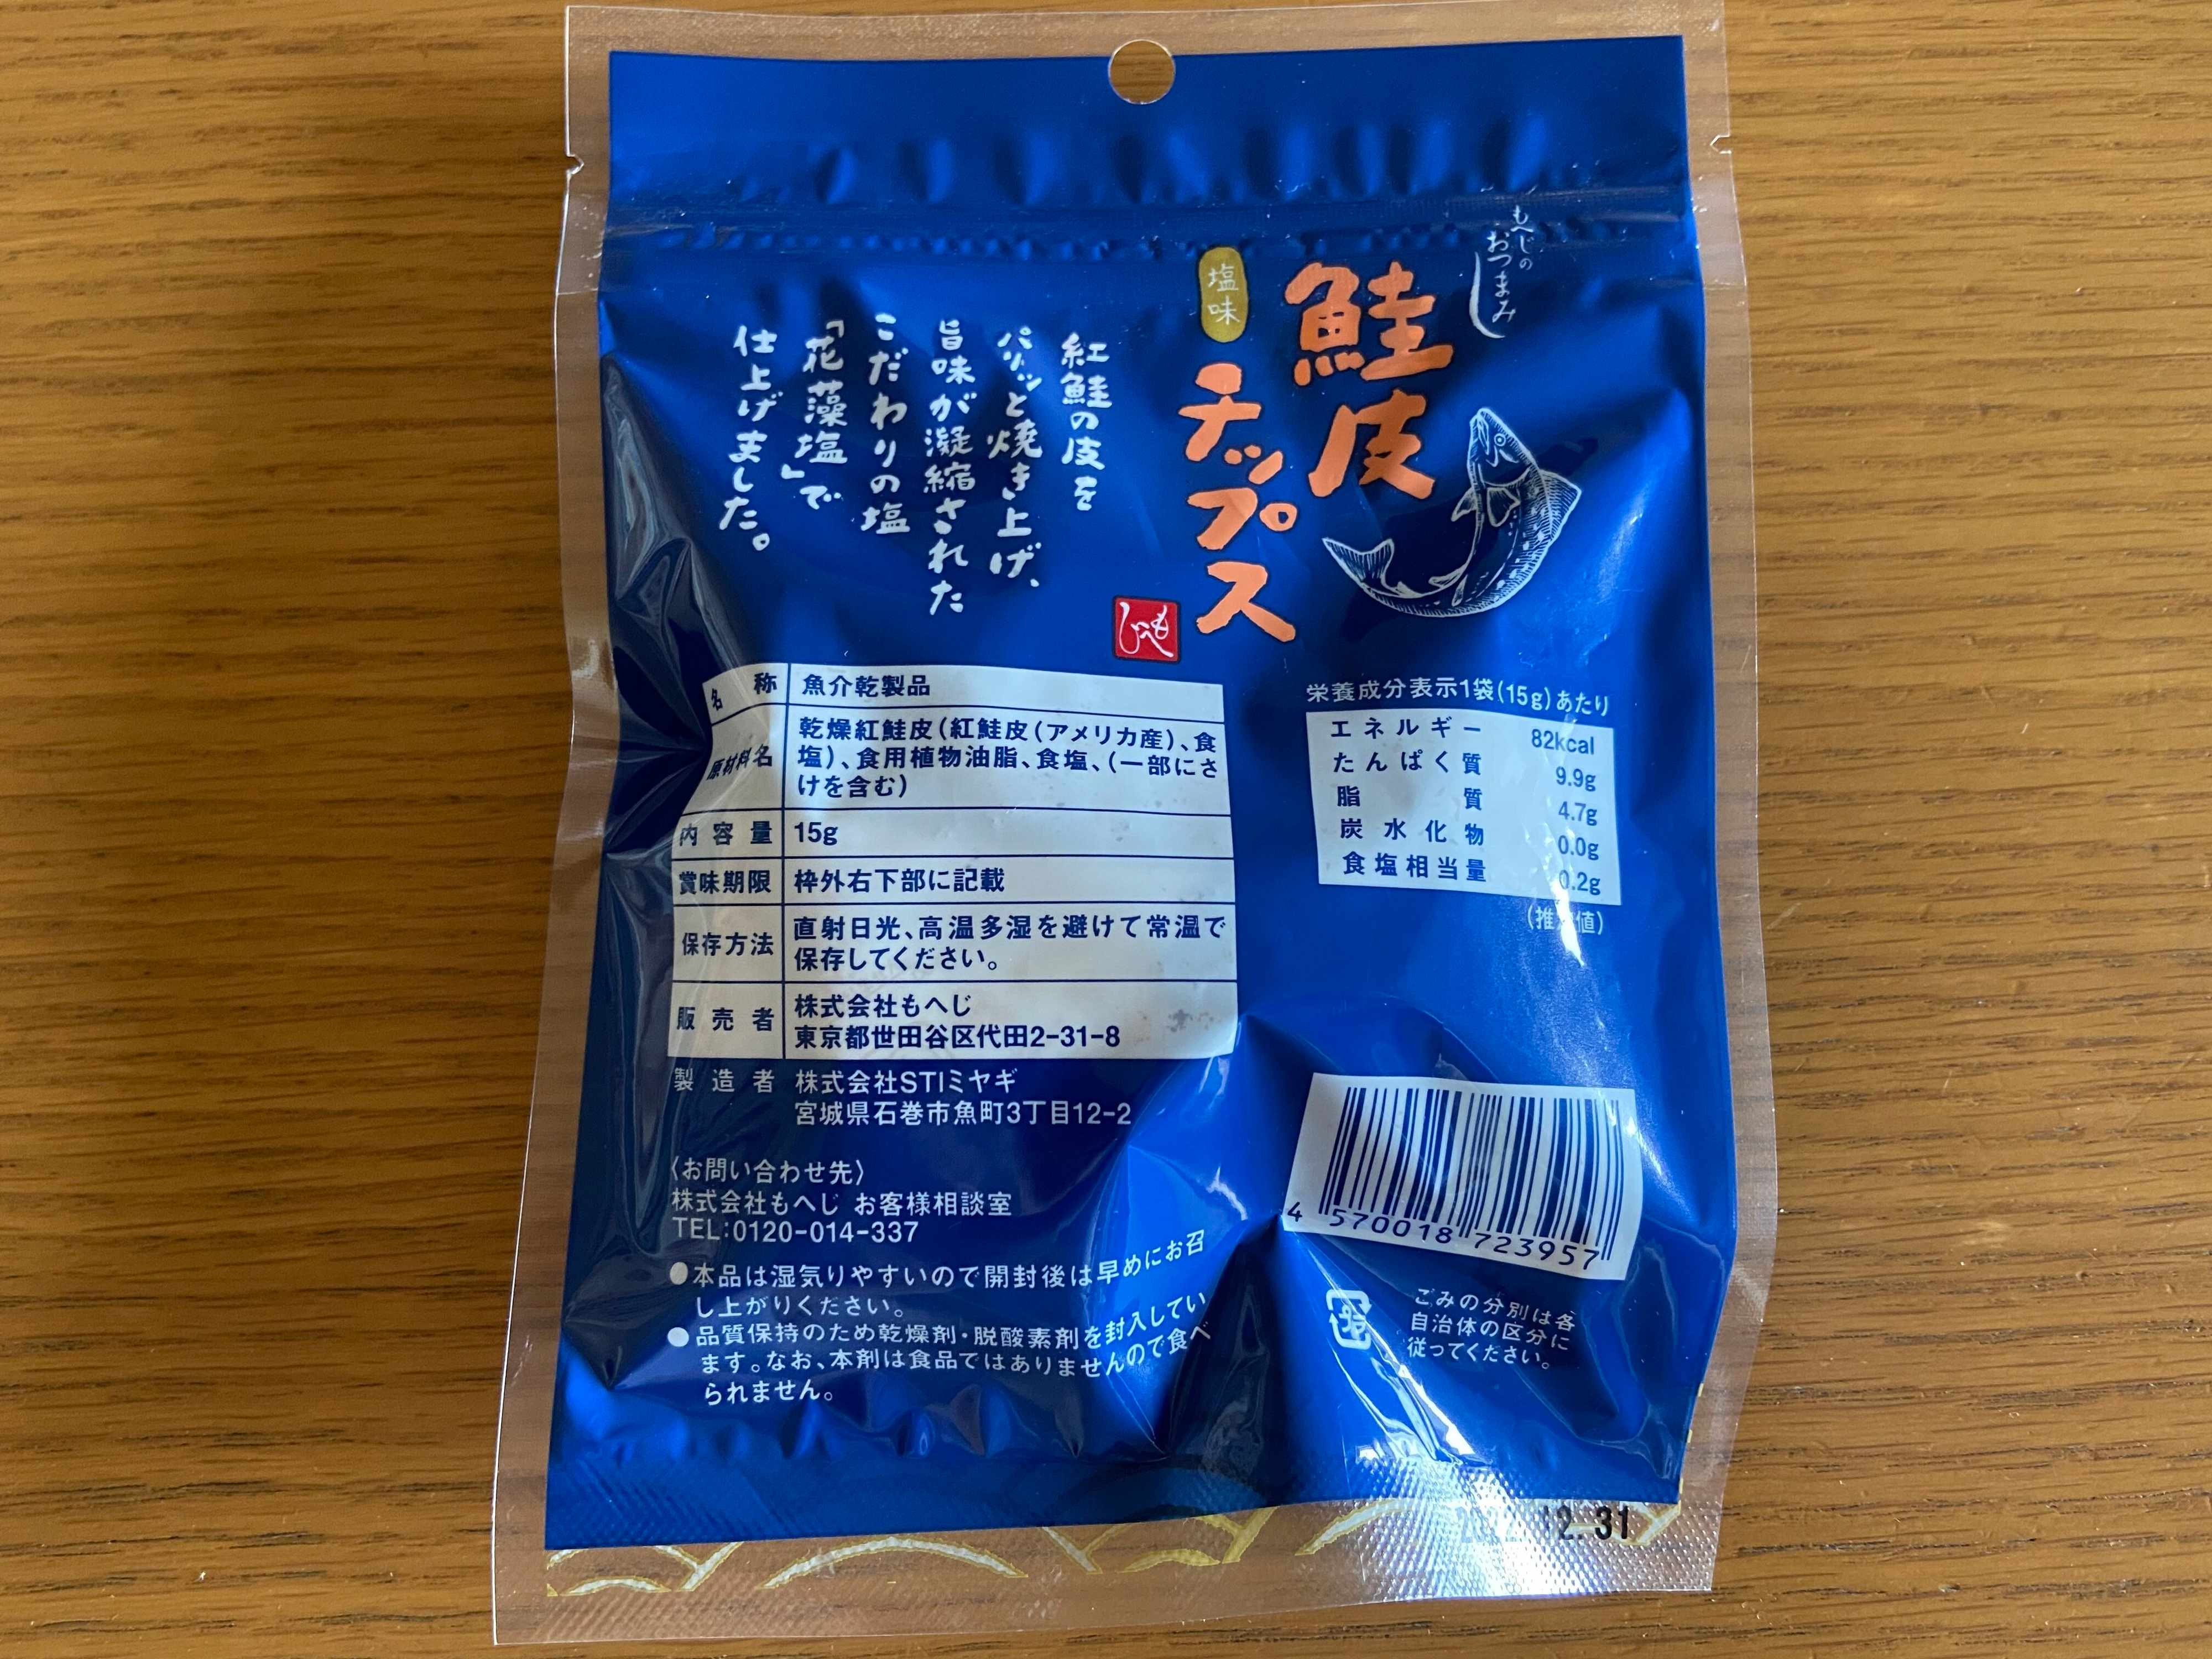 もへじの
おつまみ
鮭皮
チップス
塩味
紅鮭の皮を
パリッと焼き上げ、
旨味が凝縮された
こだわりの塩
「花藻塩」で
仕上げました。
もへじ
名称 魚介乾製品
原材料名 乾燥紅鮭皮(紅鮭皮(アメリカ産)、食
塩)、食用植物油脂、食塩、(一部にさ
けを含む)
内容量 15g
賞味期限 枠外右下部に記載
保存方法 直射日光、高温多湿を避けて常温で
保存してください。
販売者 株式会社もへじ
東京都世田谷区代田2-31-8
製造者 株式会社STIミヤギ
宮城県石巻市魚町3丁目12-2
〈お問い合わせ先〉
株式会社もへじ お客様相談室
TEL:0120-014-337
●本品は湿気りやすいので開封後は早めにお召
し上がりください。
●品質保持のため乾燥剤・脱酸素剤を封入してい
ます。なお、本剤は食品ではありませんので食べ
られません。
栄養成分表示1袋(15g)あたり
エネルギー 82kcal
たんぱく質 9.9g
脂質 4.7g
炭水化物 0.0g
食塩相当量 0.2g
(推定値)
4 570018 723957
プラ
ごみの分別は各
自治体の区分に
従ってください。
12.31